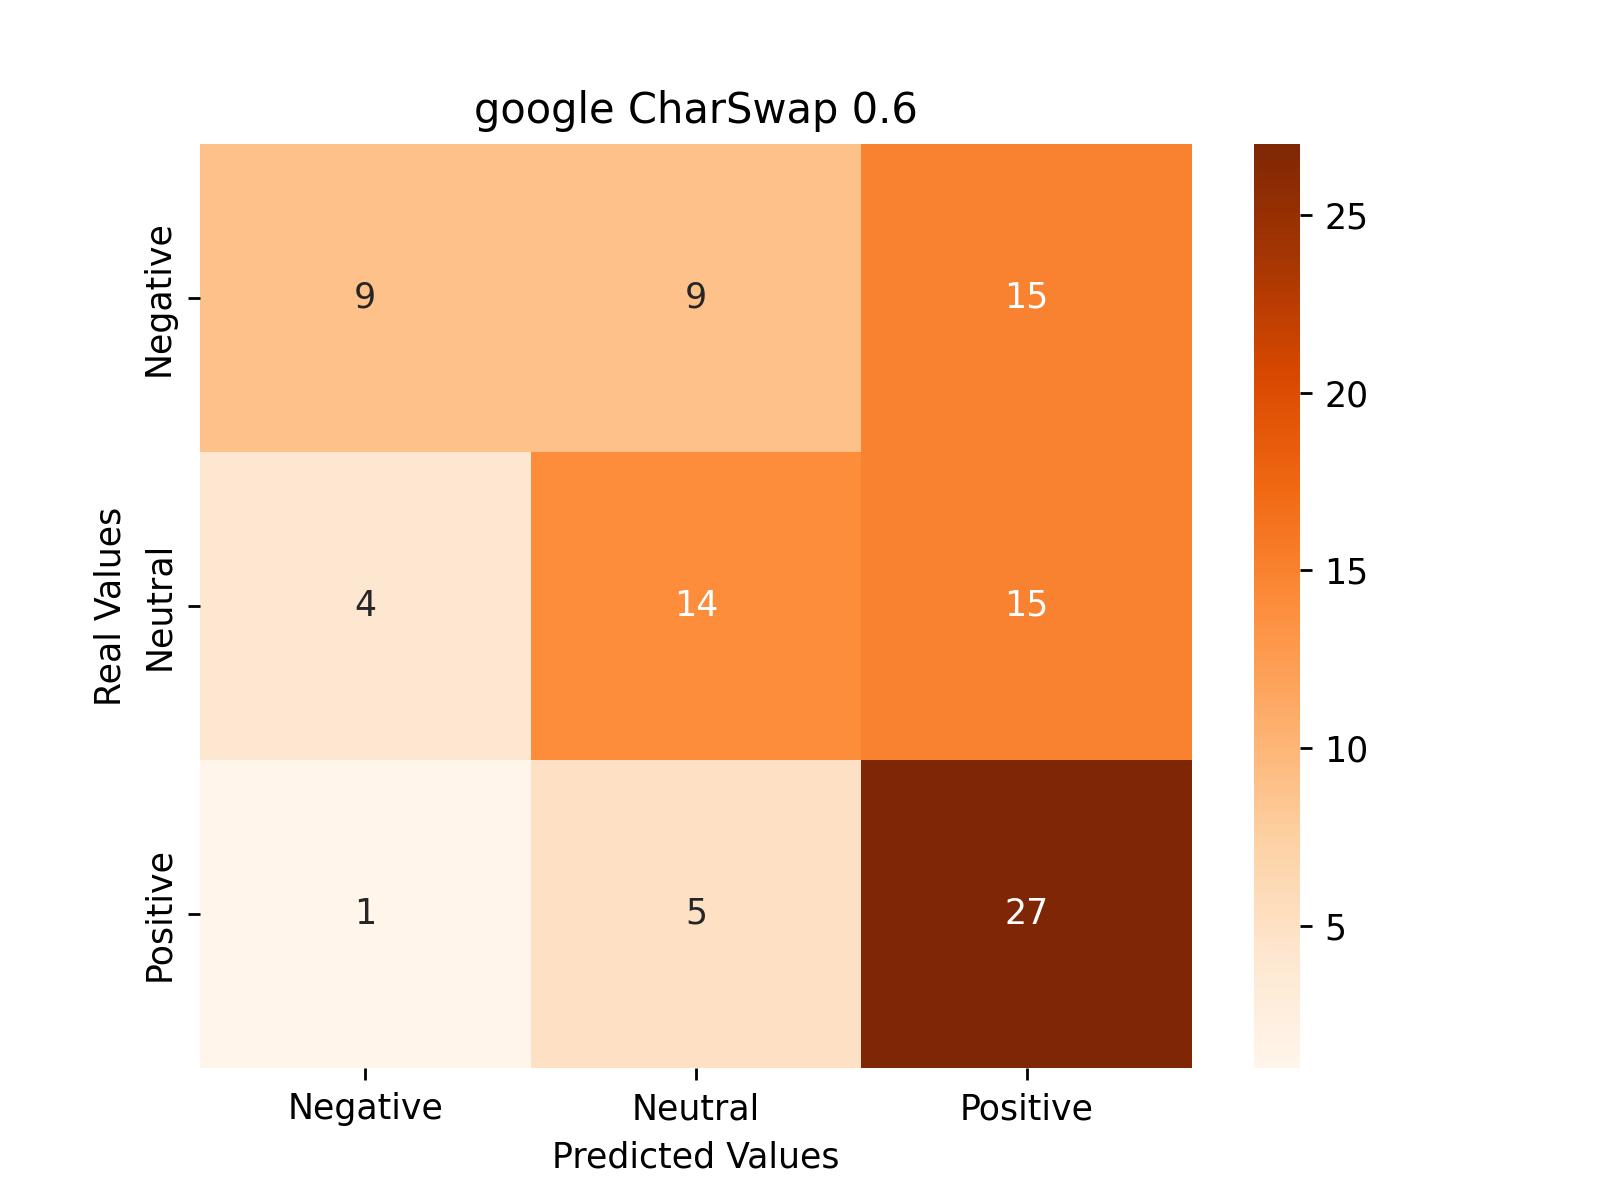 google CharSwap 0.6
Real Values
Negative
9 9 15
Neutral
4 14 15
Positive
1 5 27
Negative Neutral Positive
Predicted Values
25
20
15
10
5